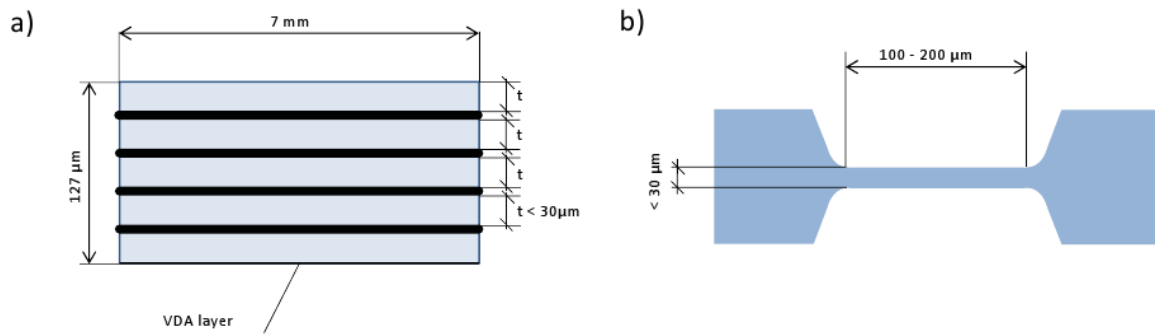 a)
7 mm
127 μm
t
t
t
t < 30μm
VDA layer
b)
100 - 200 μm
< 30 μm